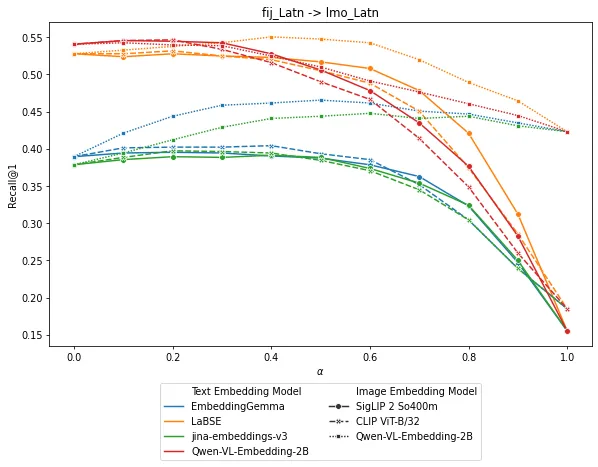 fij_Latn -> lmo_Latn
Recall@1
0.55
0.50
0.45
0.40
0.35
0.30
0.25
0.20
0.15
0.0 0.2 0.4 0.6 0.8 1.0
α
Text Embedding Model
EmbeddingGemma
LaBSE
jina-embeddings-v3
Qwen-VL-Embedding-2B
Image Embedding Model
SigLIP 2 So400m
CLIP ViT-B/32
Qwen-VL-Embedding-2B